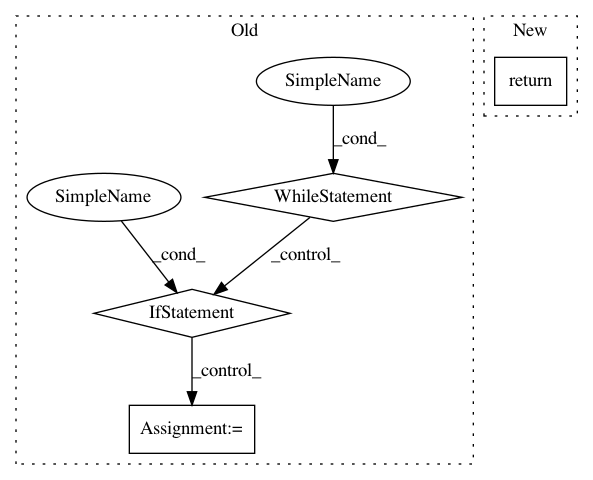 Old
New
SimpleName
return
_cond_
SimpleName
WhileStatement
_cond_
_control_
IfStatement
_control_
Assignment:=